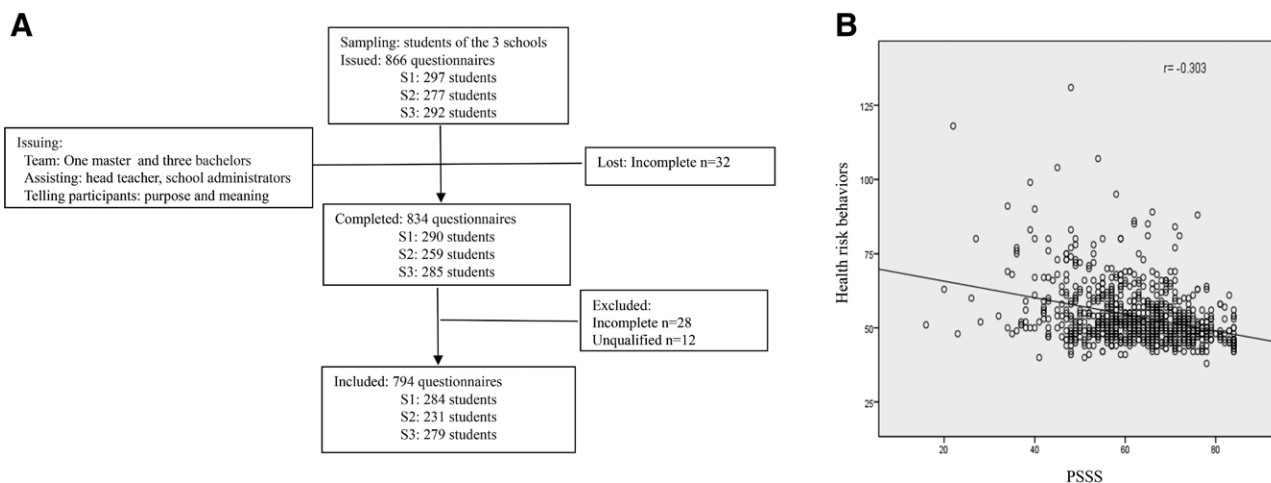 A
Sampling: students of the 3 schools
Issued: 866 questionnaires
S1: 297 students
S2: 277 students
S3: 292 students
Issuing:
Team: One master and three bachelors
Assisting: head teacher, school administrators
Telling participants: purpose and meaning
Lost: Incomplete n=32
Completed: 834 questionnaires
S1: 290 students
S2: 259 students
S3: 285 students
Excluded:
Incomplete n=28
Unqualified n=12
Included: 794 questionnaires
S1: 284 students
S2: 231 students
S3: 279 students
B
r= -0.303
Health risk behaviors
125
100
75
50
25
20
40
60
80
PSSS